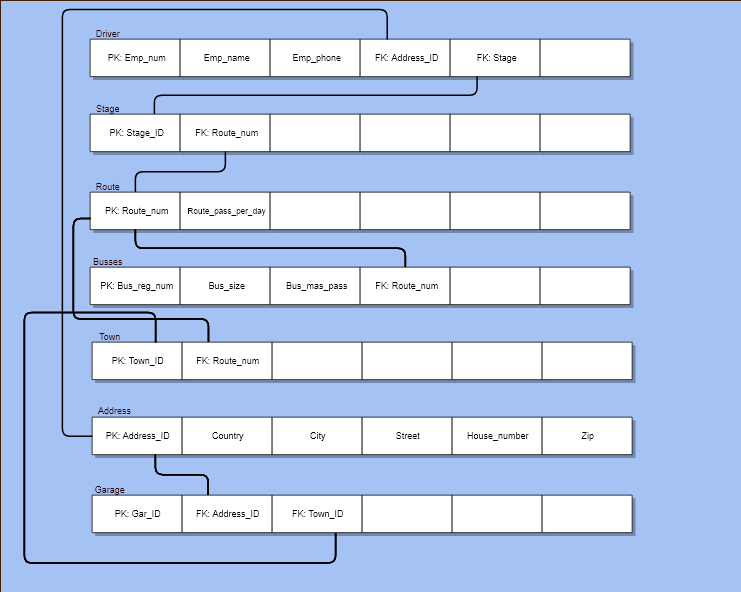 Driver
PK: Emp_num Emp_name Emp_phone FK: Address_ID FK: Stage
Stage
PK: Stage_ID FK: Route_num
Route
PK: Route_num Route_pass_per_day
Busses
PK: Bus_reg_num Bus_size Bus_mas_pass FK: Route_num
Town
PK: Town_ID FK: Route_num
Address
PK: Address_ID Country City Street House_number Zip
Garage
PK: Gar_ID FK: Address_ID FK: Town_ID